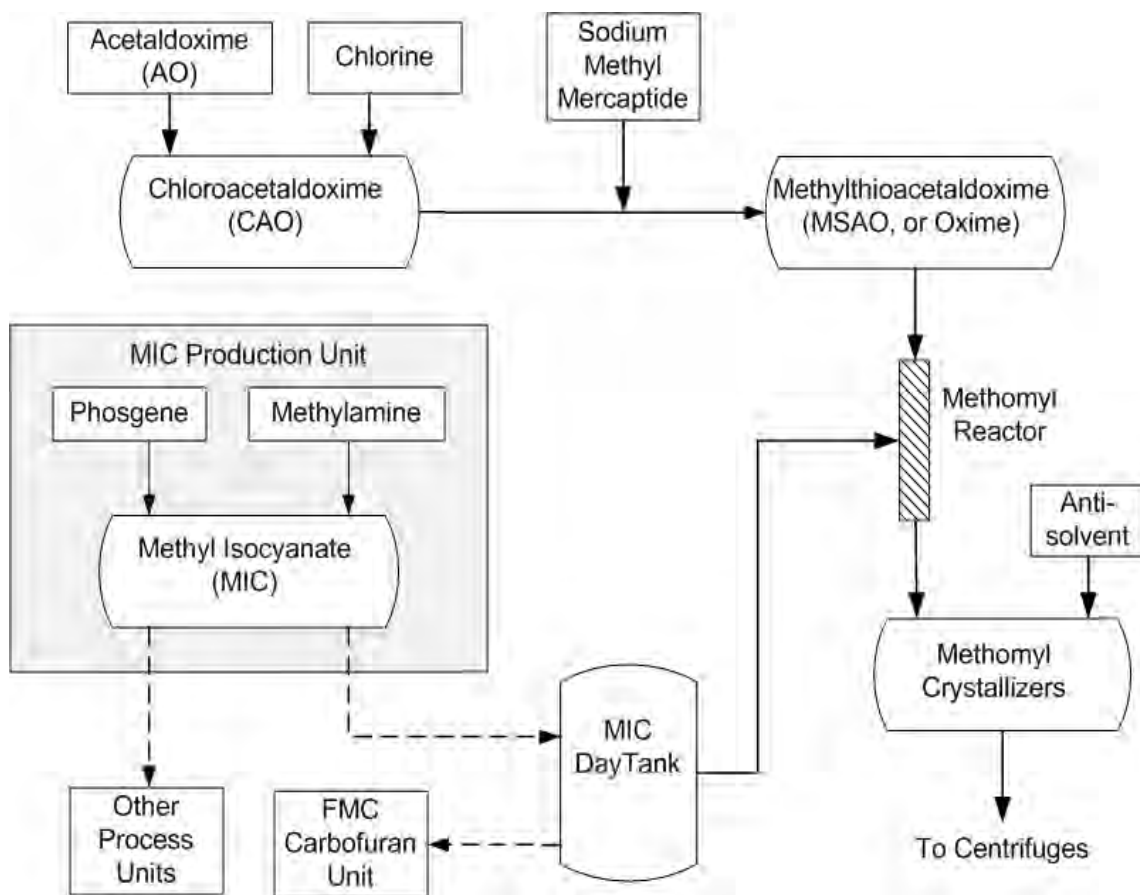 Acetaldoxime
(AO)
Chlorine
Sodium
Methyl
Mercaptide
Chloroacetaldoxime
(CAO)
Methylthioacetaldoxime
(MSAO, or Oxime)
MIC Production Unit
Phosgene
Methylamine
Methyl Isocyanate
(MIC)
Methomyl
Reactor
Anti-
solvent
Methomyl
Crystallizers
MIC
DayTank
Other
Process
Units
FMC
Carbofuran
Unit
To Centrifuges